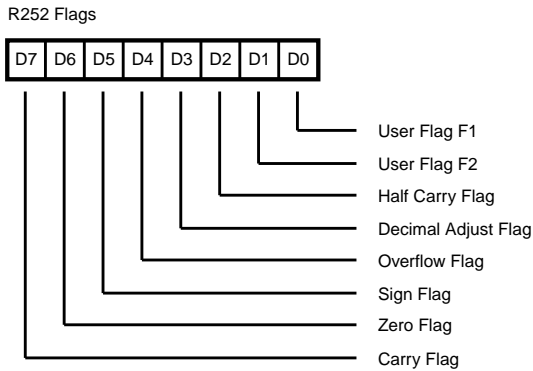 R252 Flags
D7 D6 D5 D4 D3 D2 D1 D0
User Flag F1
User Flag F2
Half Carry Flag
Decimal Adjust Flag
Overflow Flag
Sign Flag
Zero Flag
Carry Flag